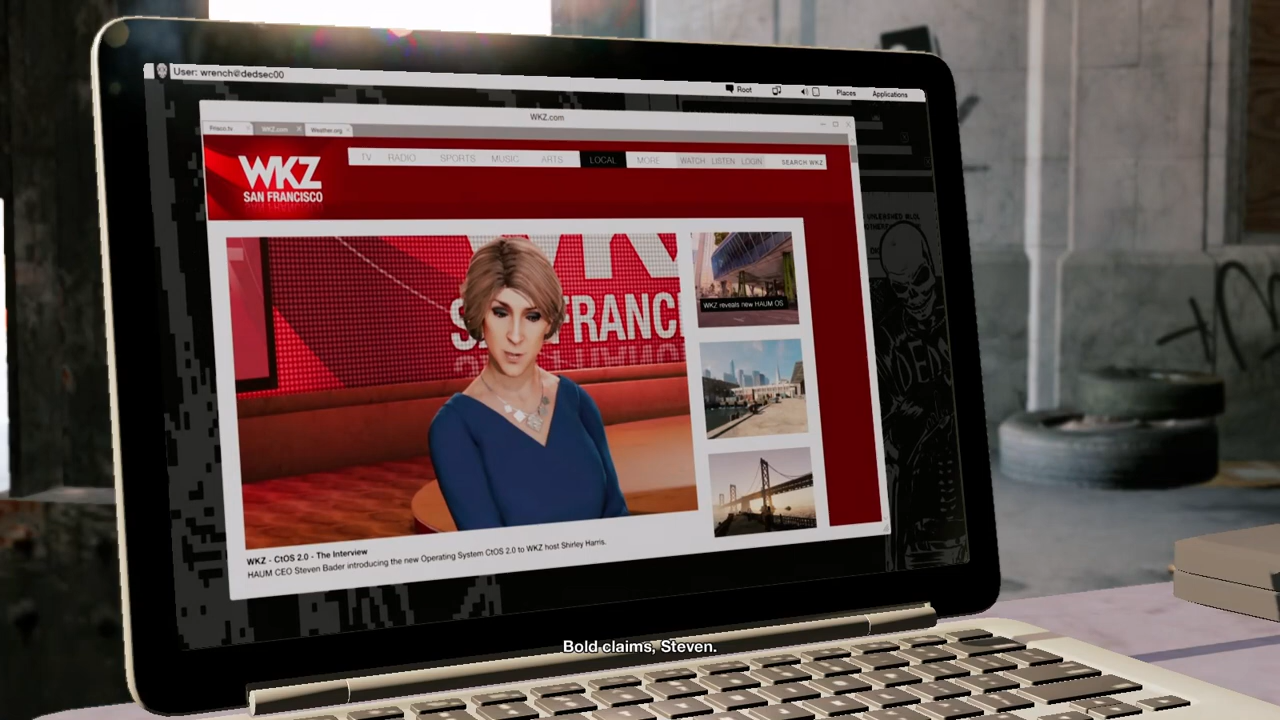 User: wrench@dedsec00
Root
Places
Applications
WKZ.com
WKZ.com
Weather.org
WKZ
SAN FRANCISCO
TV RADIO SPORTS MUSIC ARTS LOCAL MORE WATCH LISTEN LOGIN SEARCH WKZ
WKZ reveals new HAUM OS
WKZ - CtOS 2.0 - The Interview
HAUM CEO Steven Bader introducing the new Operating System CtOS 2.0 to WKZ host Shirley Harris.
Bold claims, Steven.